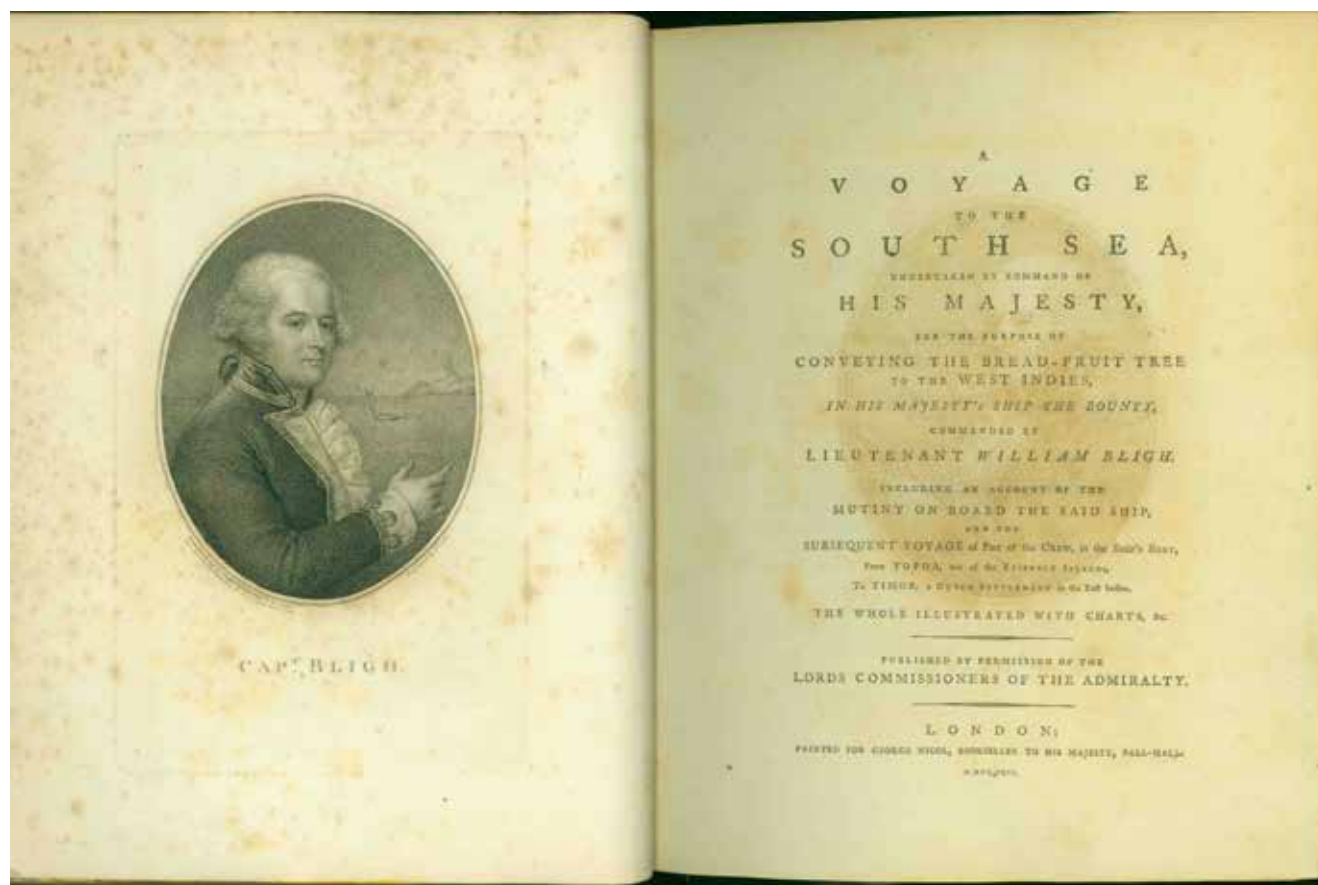 CAPT. BLIGH.
A
VOYAGE
TO THE
SOUTH SEA,
UNDERTAKEN BY COMMAND OF
HIS MAJESTY,
FOR THE PURPOSE OF
CONVEYING THE BREAD-FRUIT TREE
TO THE WEST INDIES,
IN HIS MAJESTY's SHIP THE BOUNTY,
COMMANDED BY
LIEUTENANT WILLIAM BLIGH.
INCLUDING AN ACCOUNT OF THE
MUTINY ON BOARD THE SAID SHIP,
AND THE
SUBSEQUENT VOYAGE of Part of the CREW, in the SHIP's BOAT,
From TOFOA, one of the FRIENDLY ISLANDS,
To TIMOR, a DUTCH SETTLEMENT in the East Indies.
THE WHOLE ILLUSTRATED WITH CHARTS, &c.
PUBLISHED BY PERMISSION OF THE
LORDS COMMISSIONERS OF THE ADMIRALTY.
LONDON:
PRINTED FOR GEORGE NICOL, BOOKSELLER TO HIS MAJESTY, PALL-MALL.